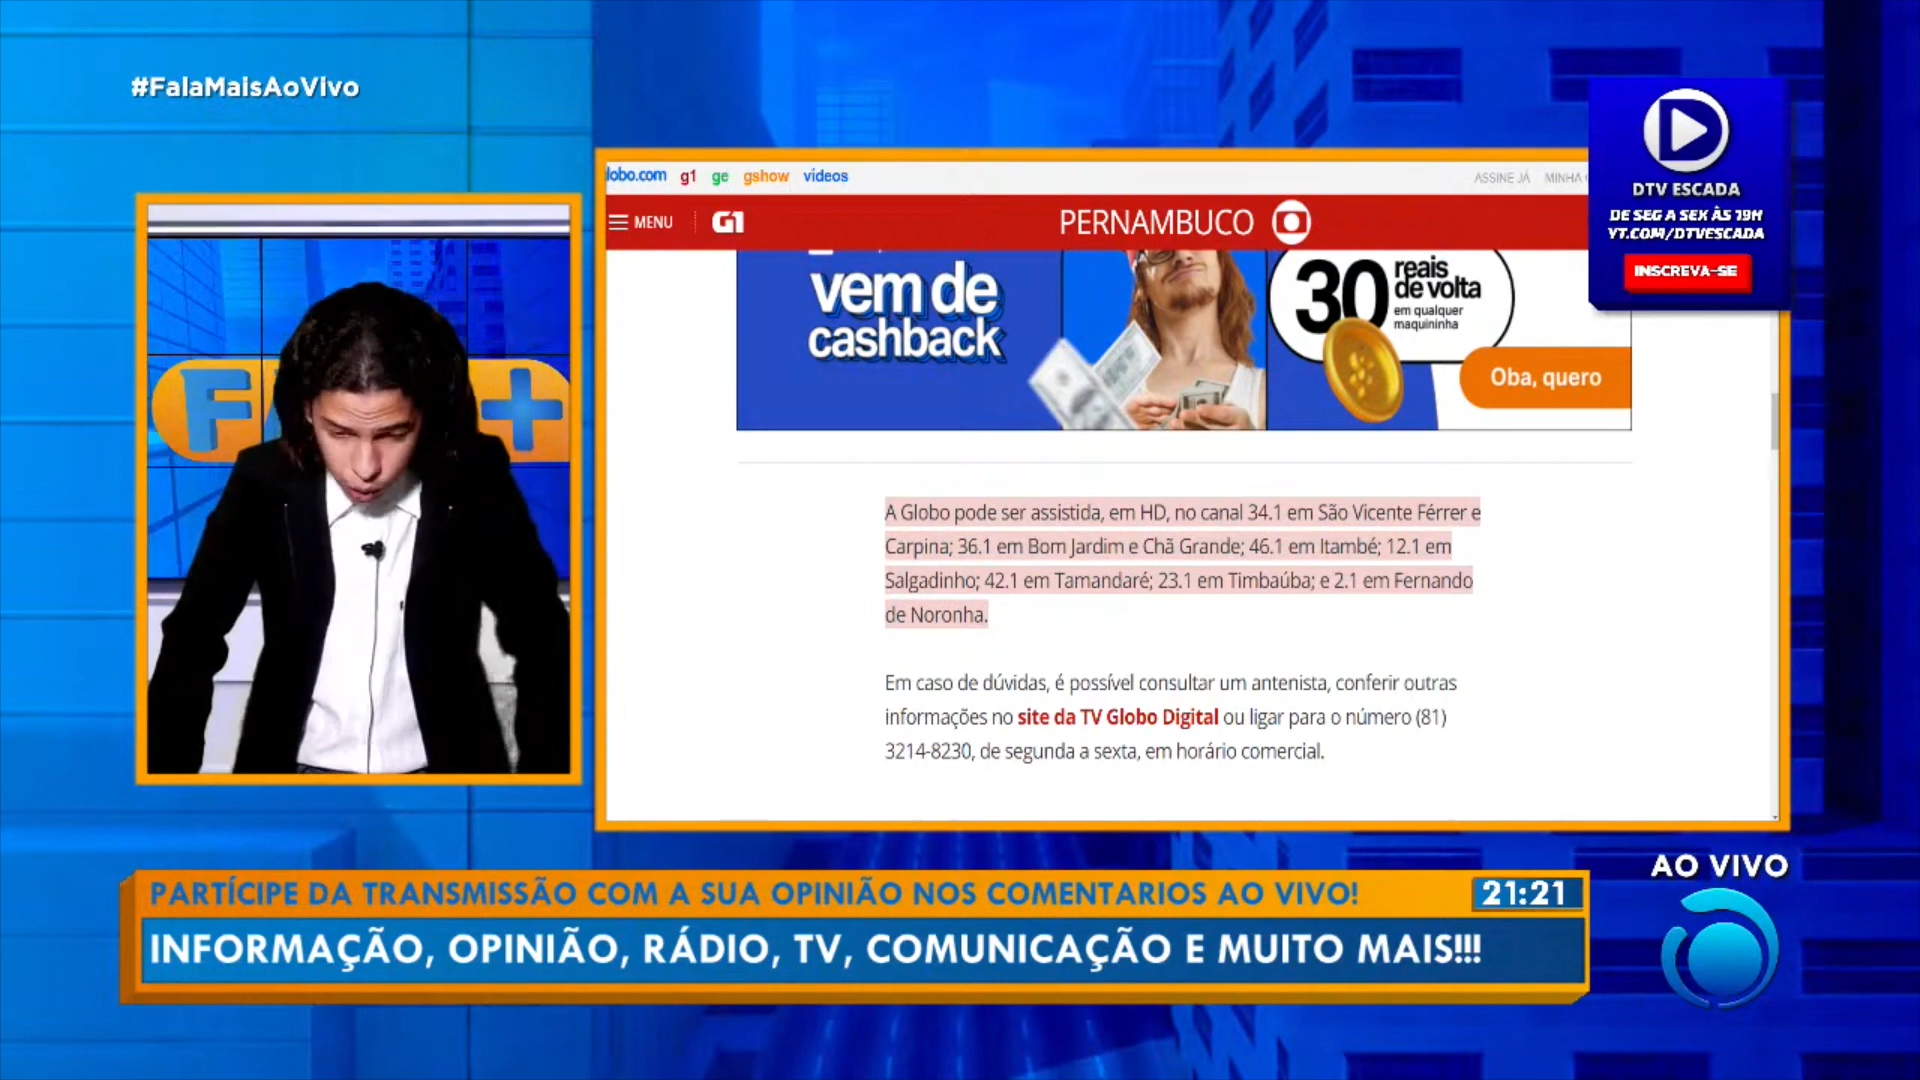 #FalaMaisAoVivo
lobo.com g1 ge gshow vídeos
ASSINE JÁ MINHA
MENU G1
PERNAMBUCO
DTV ESCADA
DE SEG A SEX ÀS 19H
YT.COM/DTVESCADA
INSCREVA-SE
vem de
cashback
30 reais
de volta
em qualquer
maquininha
Oba, quero
F +
A Globo pode ser assistida, em HD, no canal 34.1 em São Vicente Férrer e
Carpina; 36.1 em Bom Jardim e Chã Grande; 46.1 em Itambé; 12.1 em
Salgadinho; 42.1 em Tamandaré; 23.1 em Timbaúba; e 2.1 em Fernando
de Noronha.
Em caso de dúvidas, é possível consultar um antenista, conferir outras
informações no site da TV Globo Digital ou ligar para o número (81)
3214-8230, de segunda a sexta, em horário comercial.
AO VIVO
PARTÍCIPE DA TRANSMISSÃO COM A SUA OPINIÃO NOS COMENTARIOS AO VIVO!
21:21
INFORMAÇÃO, OPINIÃO, RÁDIO, TV, COMUNICAÇÃO E MUITO MAIS!!!